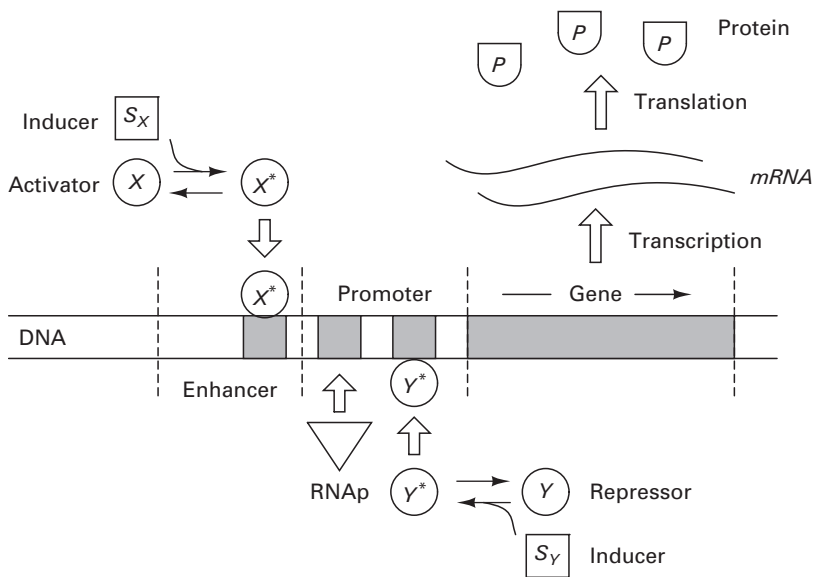 P P P Protein
Translation
Inducer S_X
Activator X X*
mRNA
Transcription
X* Promoter Gene
DNA
Enhancer Y*
RNAp Y* Y Repressor
S_Y Inducer